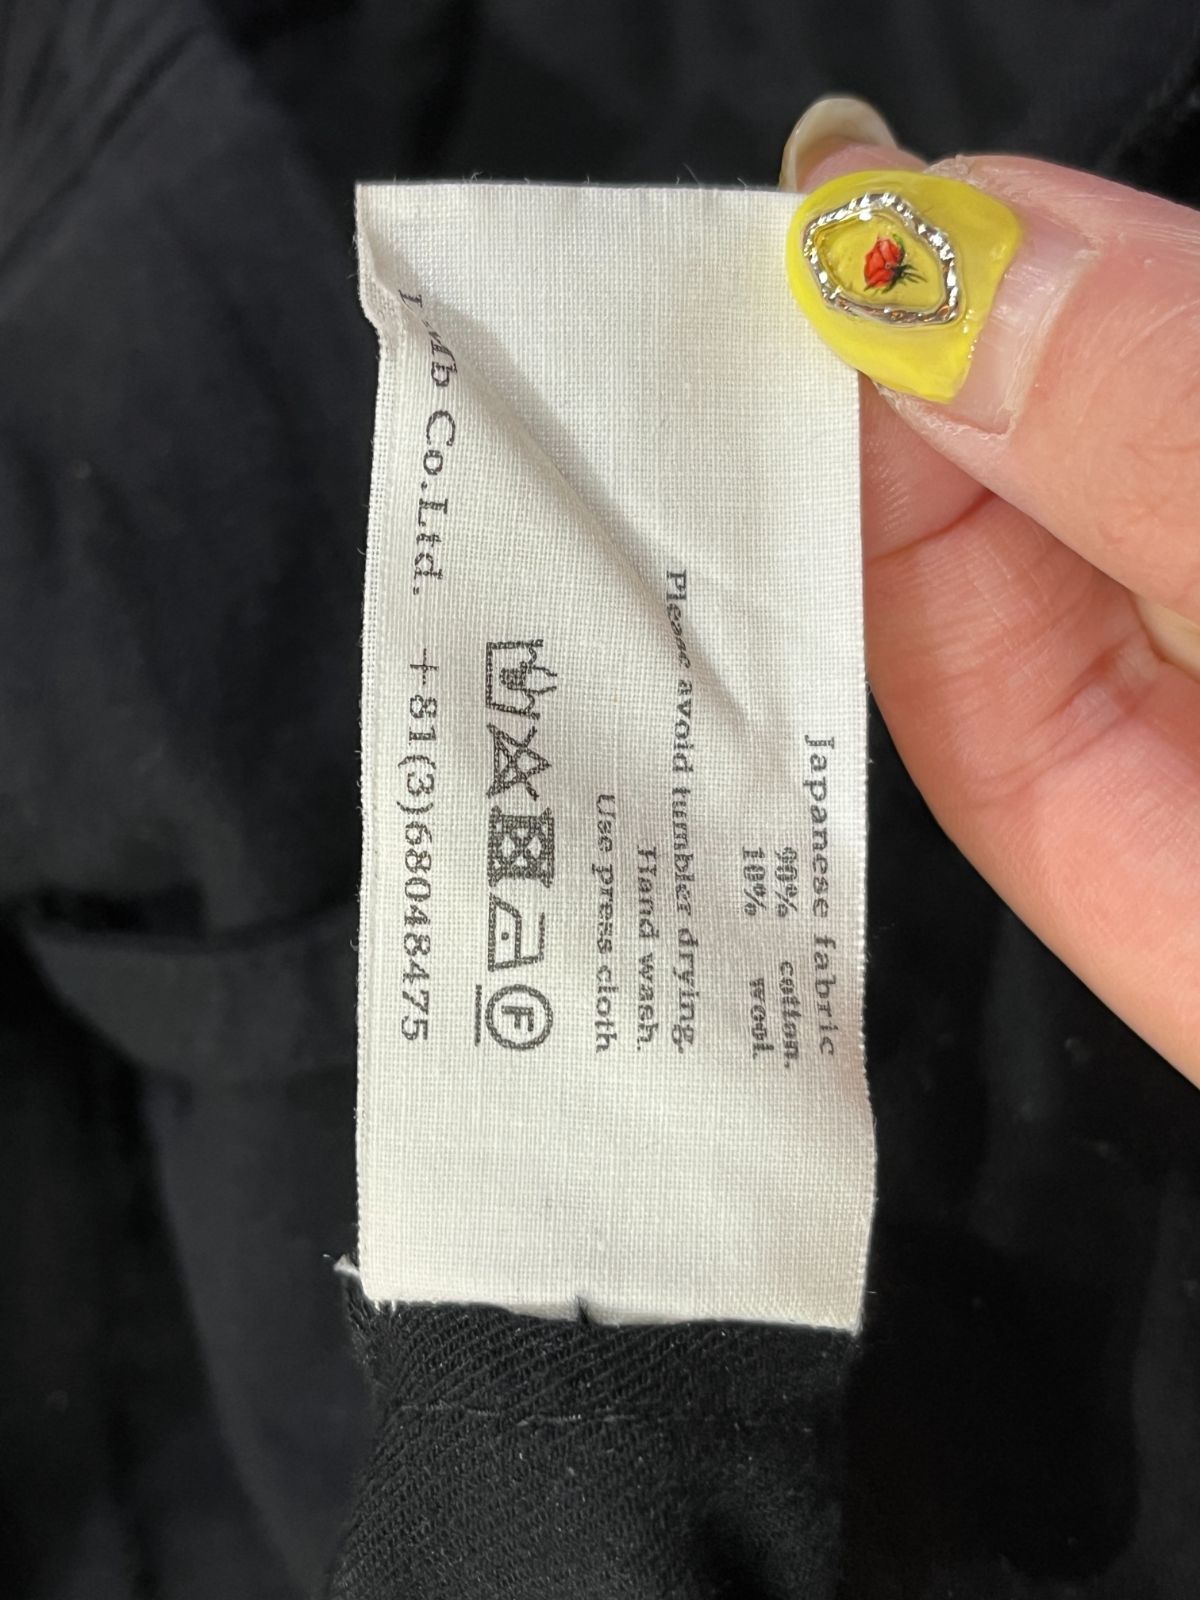 Japanese fabric
90% cotton.
10% wool.
Please avoid tumbler drying.
Hand wash.
Use press cloth
F
Co.Ltd. +81(3)68048475